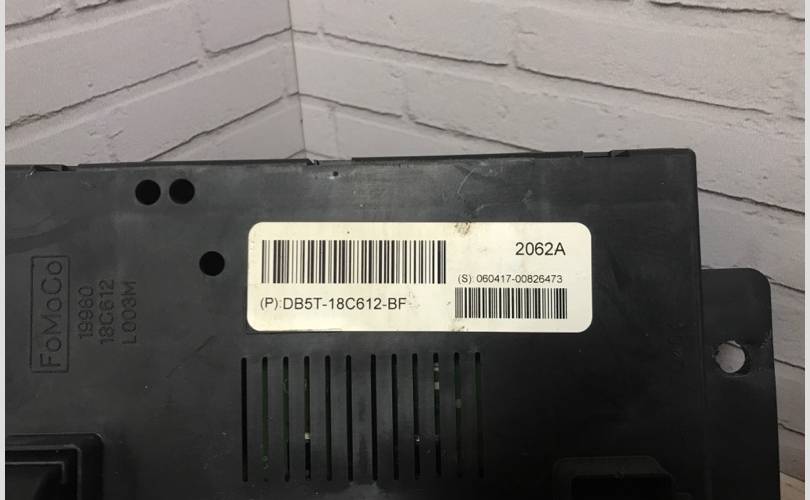 2062A
(S): 060417-00826473
(P):DB5T-18C612-BF
FoMoCo
19980
18C612
L003M